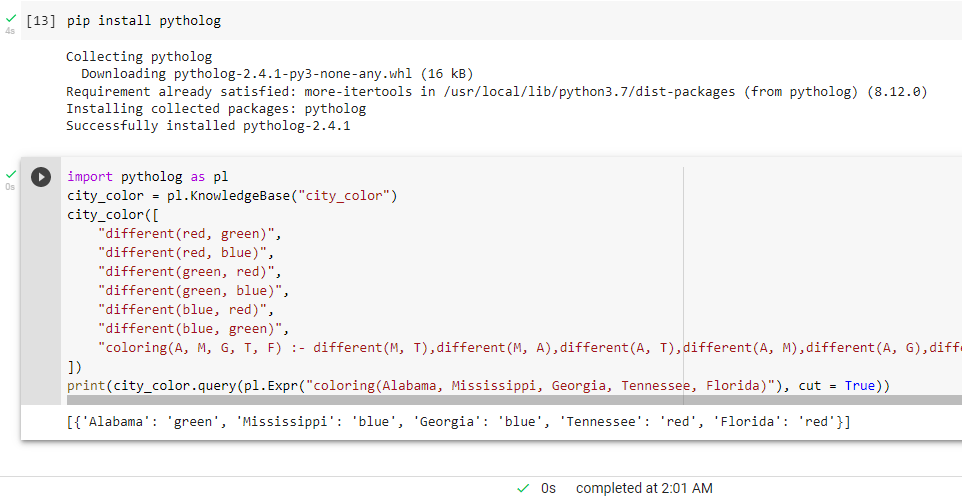 [13] pip install pytholog
4s
Collecting pytholog
Downloading pytholog-2.4.1-py3-none-any.whl (16 kB)
Requirement already satisfied: more-itertools in /usr/local/lib/python3.7/dist-packages (from pytholog) (8.12.0)
Installing collected packages: pytholog
Successfully installed pytholog-2.4.1
0s
import pytholog as pl
city_color = pl.KnowledgeBase("city_color")
city_color([
"different(red, green)",
"different(red, blue)",
"different(green, red)",
"different(green, blue)",
"different(blue, red)",
"different(blue, green)",
"coloring(A, M, G, T, F) :- different(M, T),different(M, A),different(A, T),different(A, M),different(A, G),diff
])
print(city_color.query(pl.Expr("coloring(Alabama, Mississippi, Georgia, Tennessee, Florida)"), cut = True))
[{'Alabama': 'green', 'Mississippi': 'blue', 'Georgia': 'blue', 'Tennessee': 'red', 'Florida': 'red'}]
0s completed at 2:01 AM